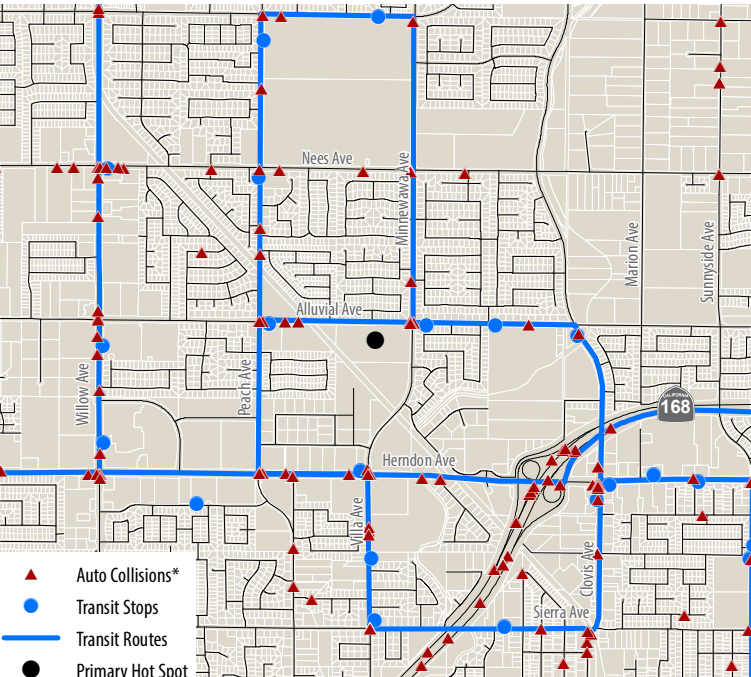 Nees Ave
Minnewawa Ave
Marion Ave
Sunnyside Ave
Alluvial Ave
Peach Ave
Willow Ave
CALIFORNIA
168
Herndon Ave
Villa Ave
Clovis Ave
Sierra Ave
Auto Collisions*
Transit Stops
Transit Routes
Primary Hot Spot